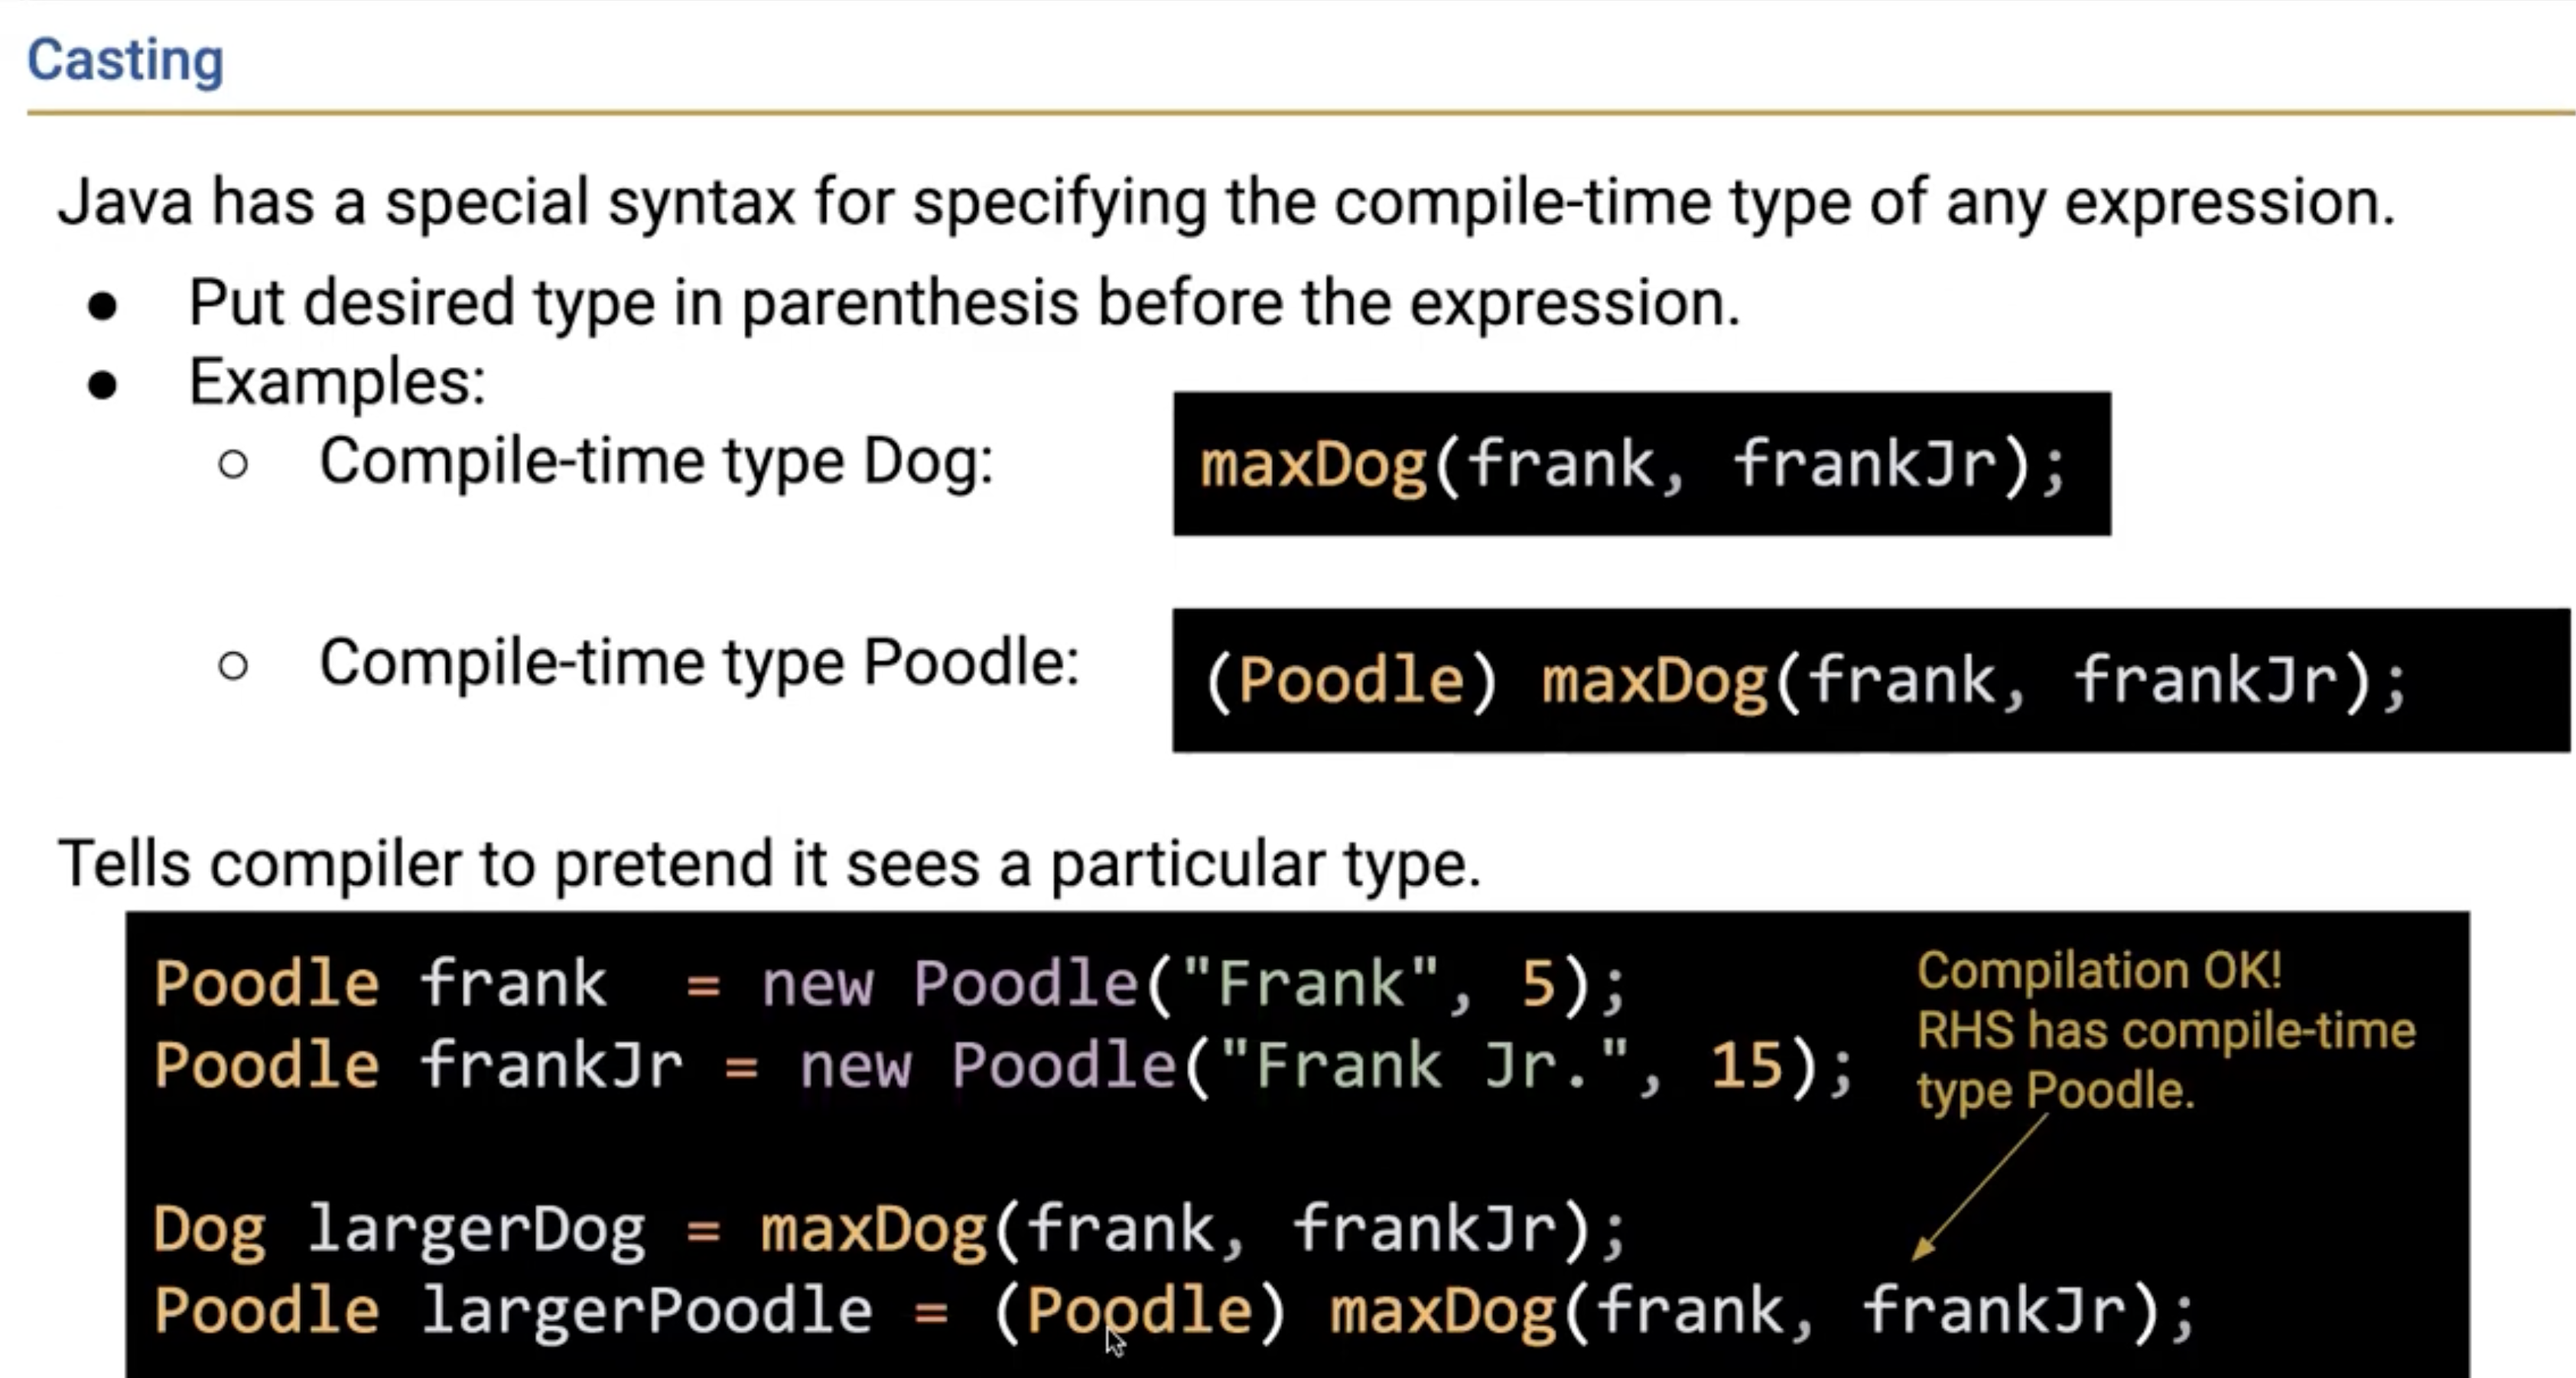 Casting
Java has a special syntax for specifying the compile-time type of any expression.
● Put desired type in parenthesis before the expression.
● Examples:
○ Compile-time type Dog:
maxDog(frank, frankJr);
○ Compile-time type Poodle:
(Poodle) maxDog(frank, frankJr);
Tells compiler to pretend it sees a particular type.
Poodle frank  = new Poodle("Frank", 5);
Poodle frankJr = new Poodle("Frank Jr.", 15);
Compilation OK!
RHS has compile-time
type Poodle.
Dog largerDog = maxDog(frank, frankJr);
Poodle largerPoodle = (Poodle) maxDog(frank, frankJr);